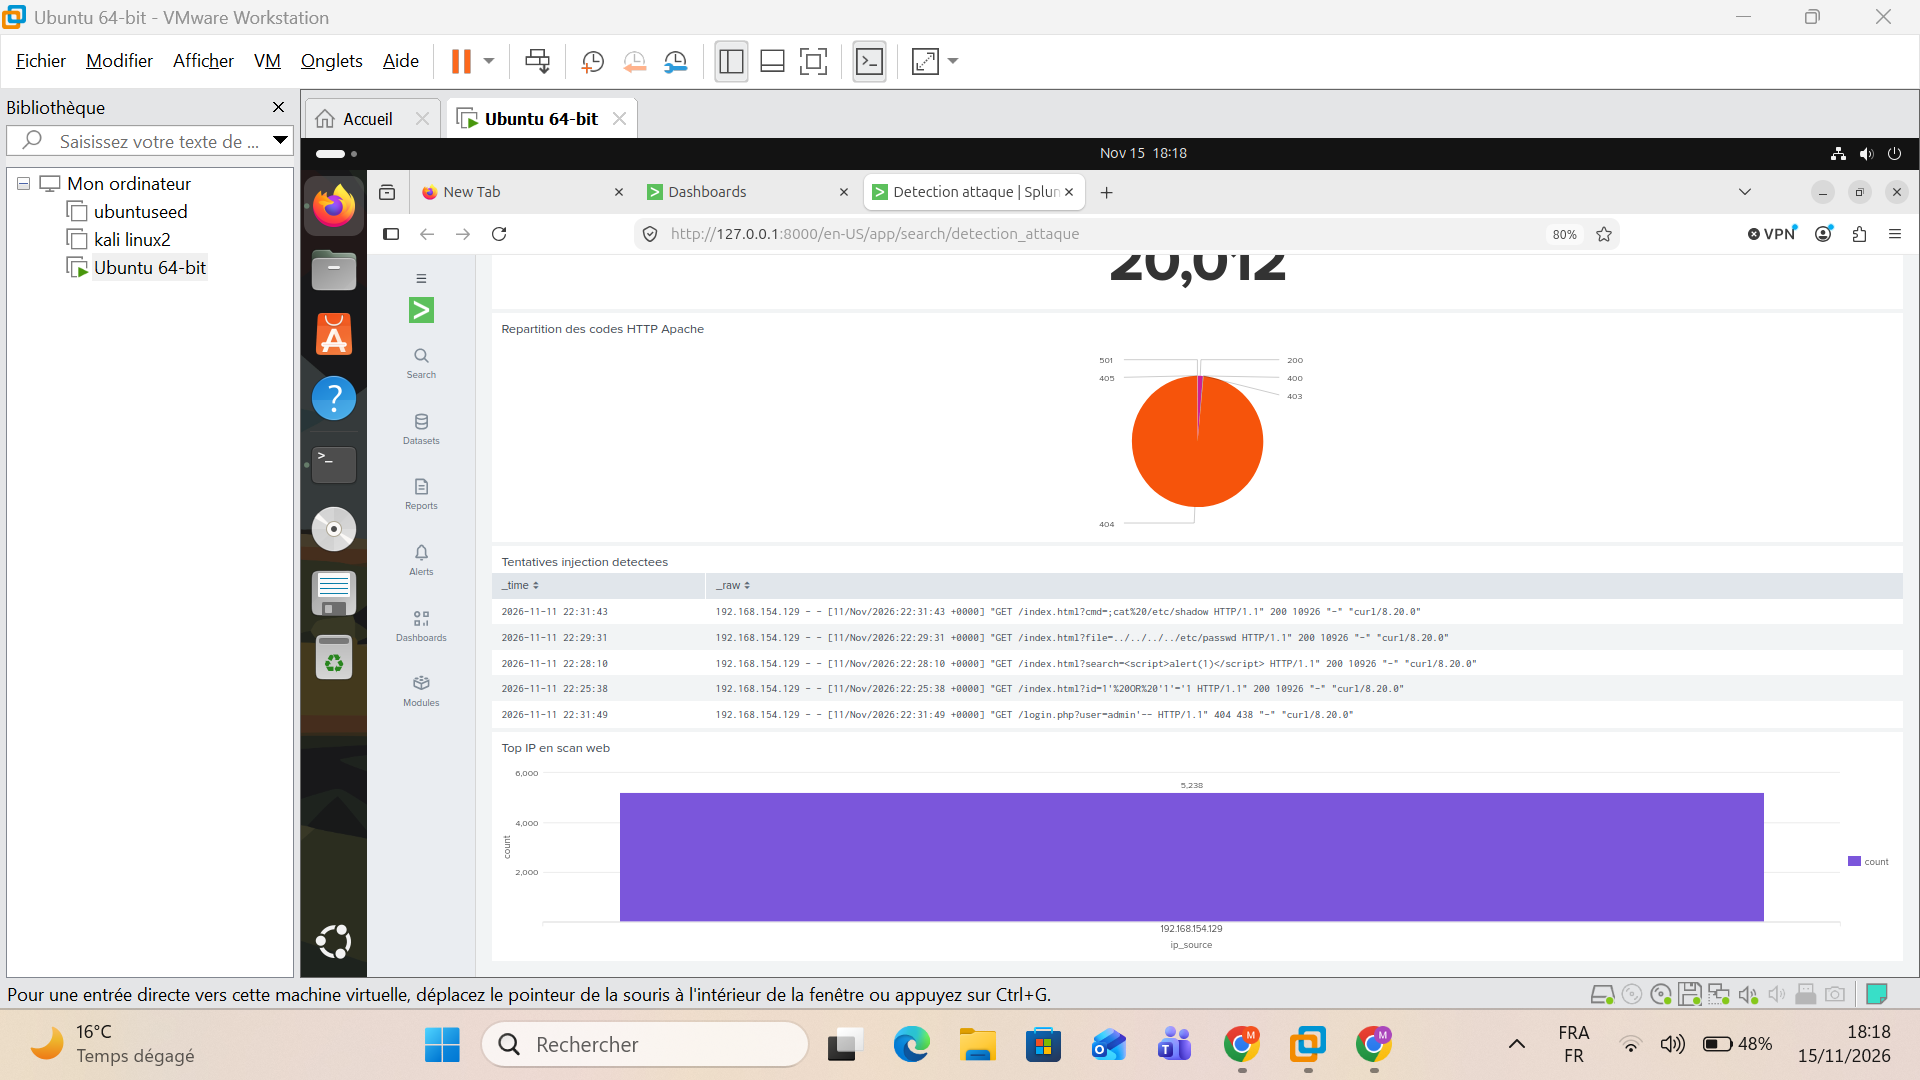 Ubuntu 64-bit - VMware Workstation
Fichier Modifier Afficher VM Onglets Aide
Bibliothèque
Saisissez votre texte de ...
Mon ordinateur
ubuntuseed
kali linux2
Ubuntu 64-bit
Accueil
Ubuntu 64-bit
Nov 15 18:18
New Tab
Dashboards
Detection attaque | Splun
http://127.0.0.1:8000/en-US/app/search/detection_attaque
80%
VPN
Search
Datasets
Reports
Alerts
Dashboards
Modules
20,012
Repartition des codes HTTP Apache
501
405
200
400
403
404
Tentatives injection detectees
_time _raw
2026-11-11 22:31:43 192.168.154.129 - - [11/Nov/2026:22:31:43 +0000] "GET /index.html?cmd=;cat%20/etc/shadow HTTP/1.1" 200 10926 "-" "curl/8.20.0"
2026-11-11 22:29:31 192.168.154.129 - - [11/Nov/2026:22:29:31 +0000] "GET /index.html?file=../../../../etc/passwd HTTP/1.1" 200 10926 "-" "curl/8.20.0"
2026-11-11 22:28:10 192.168.154.129 - - [11/Nov/2026:22:28:10 +0000] "GET /index.html?search=<script>alert(1)</script> HTTP/1.1" 200 10926 "-" "curl/8.20.0"
2026-11-11 22:25:38 192.168.154.129 - - [11/Nov/2026:22:25:38 +0000] "GET /index.html?id=1'%20OR%20'1'='1 HTTP/1.1" 200 10926 "-" "curl/8.20.0"
2026-11-11 22:31:49 192.168.154.129 - - [11/Nov/2026:22:31:49 +0000] "GET /login.php?user=admin'-- HTTP/1.1" 404 438 "-" "curl/8.20.0"
Top IP en scan web
6,000
4,000
2,000
count
5,238
count
192.168.154.129
ip_source
Pour une entrée directe vers cette machine virtuelle, déplacez le pointeur de la souris à l'intérieur de la fenêtre ou appuyez sur Ctrl+G.
16°C
Temps dégagé
Rechercher
FRA
FR
48%
18:18
15/11/2026